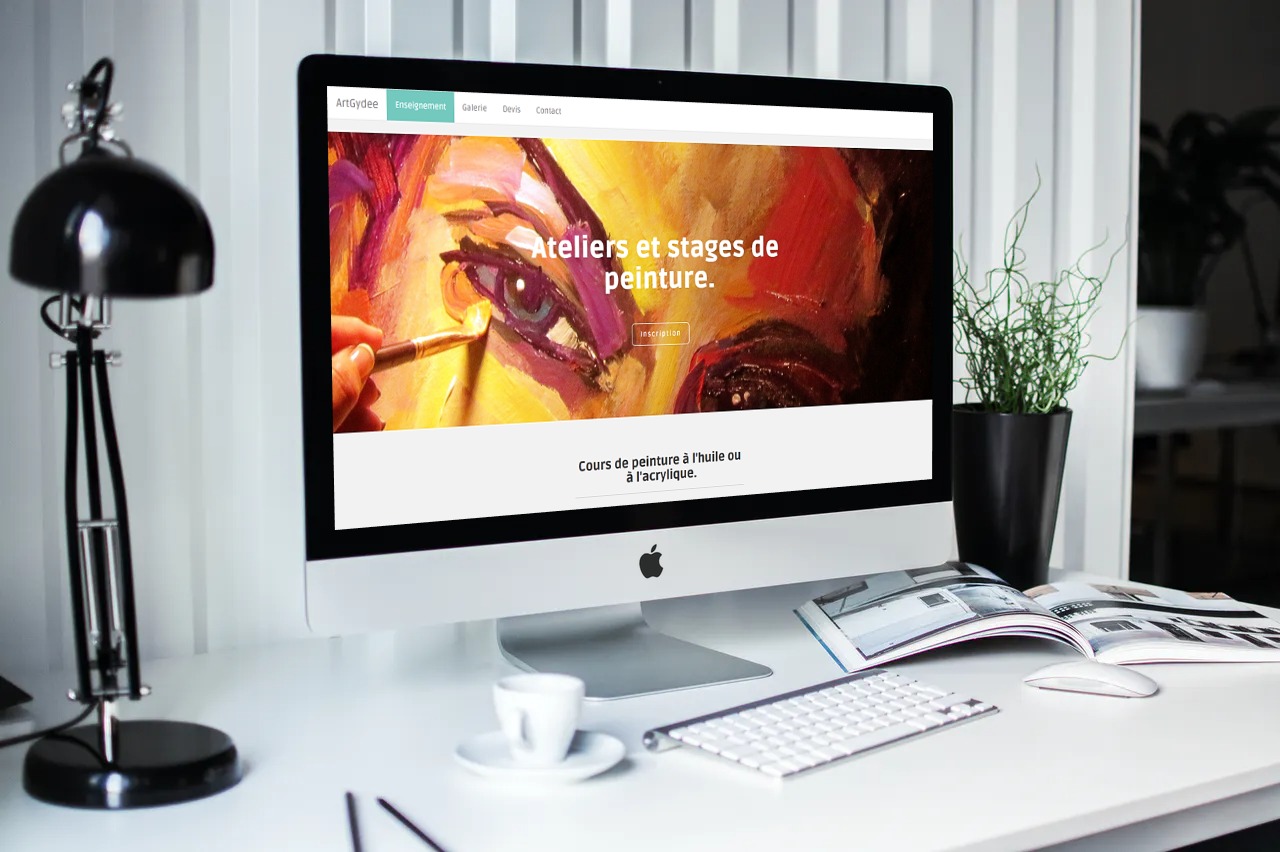 ArtGydee Enseignement Galerie Devis Contact
Ateliers et stages de
peinture.
Inscription
Cours de peinture à l'huile ou
à l'acrylique.